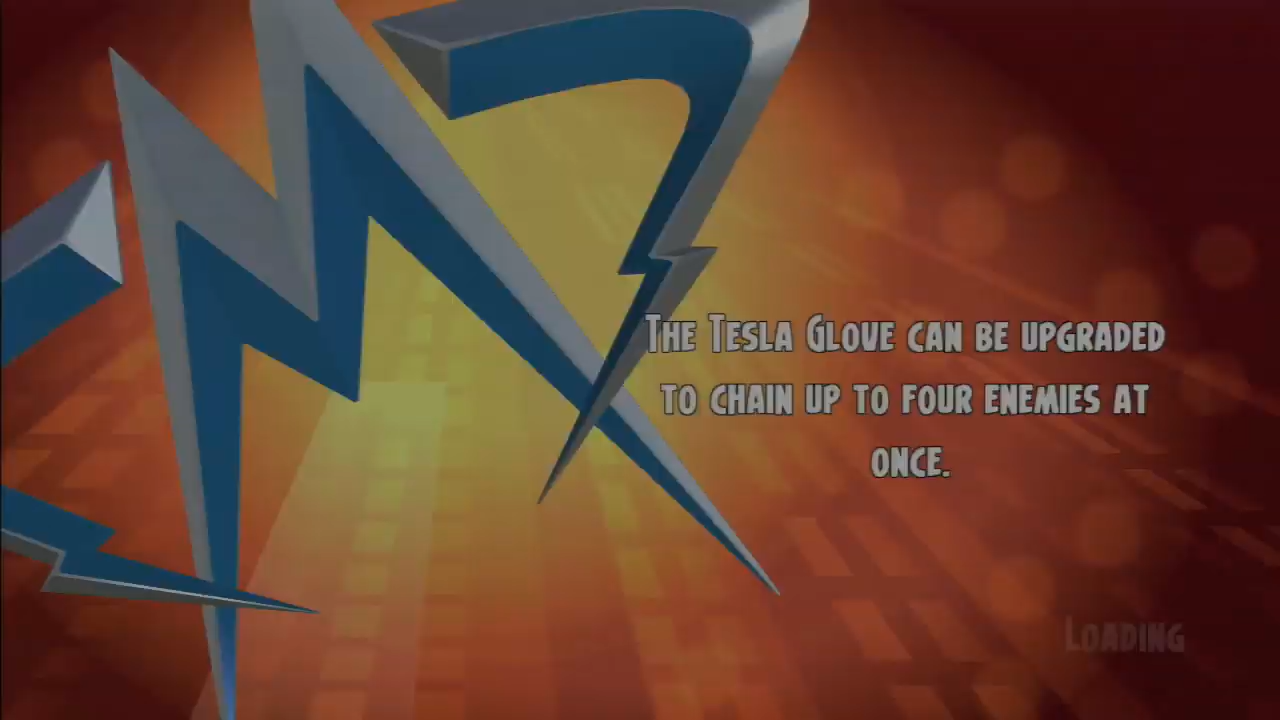 The Tesla Glove can be upgraded
to chain up to four enemies at
once.
Loading